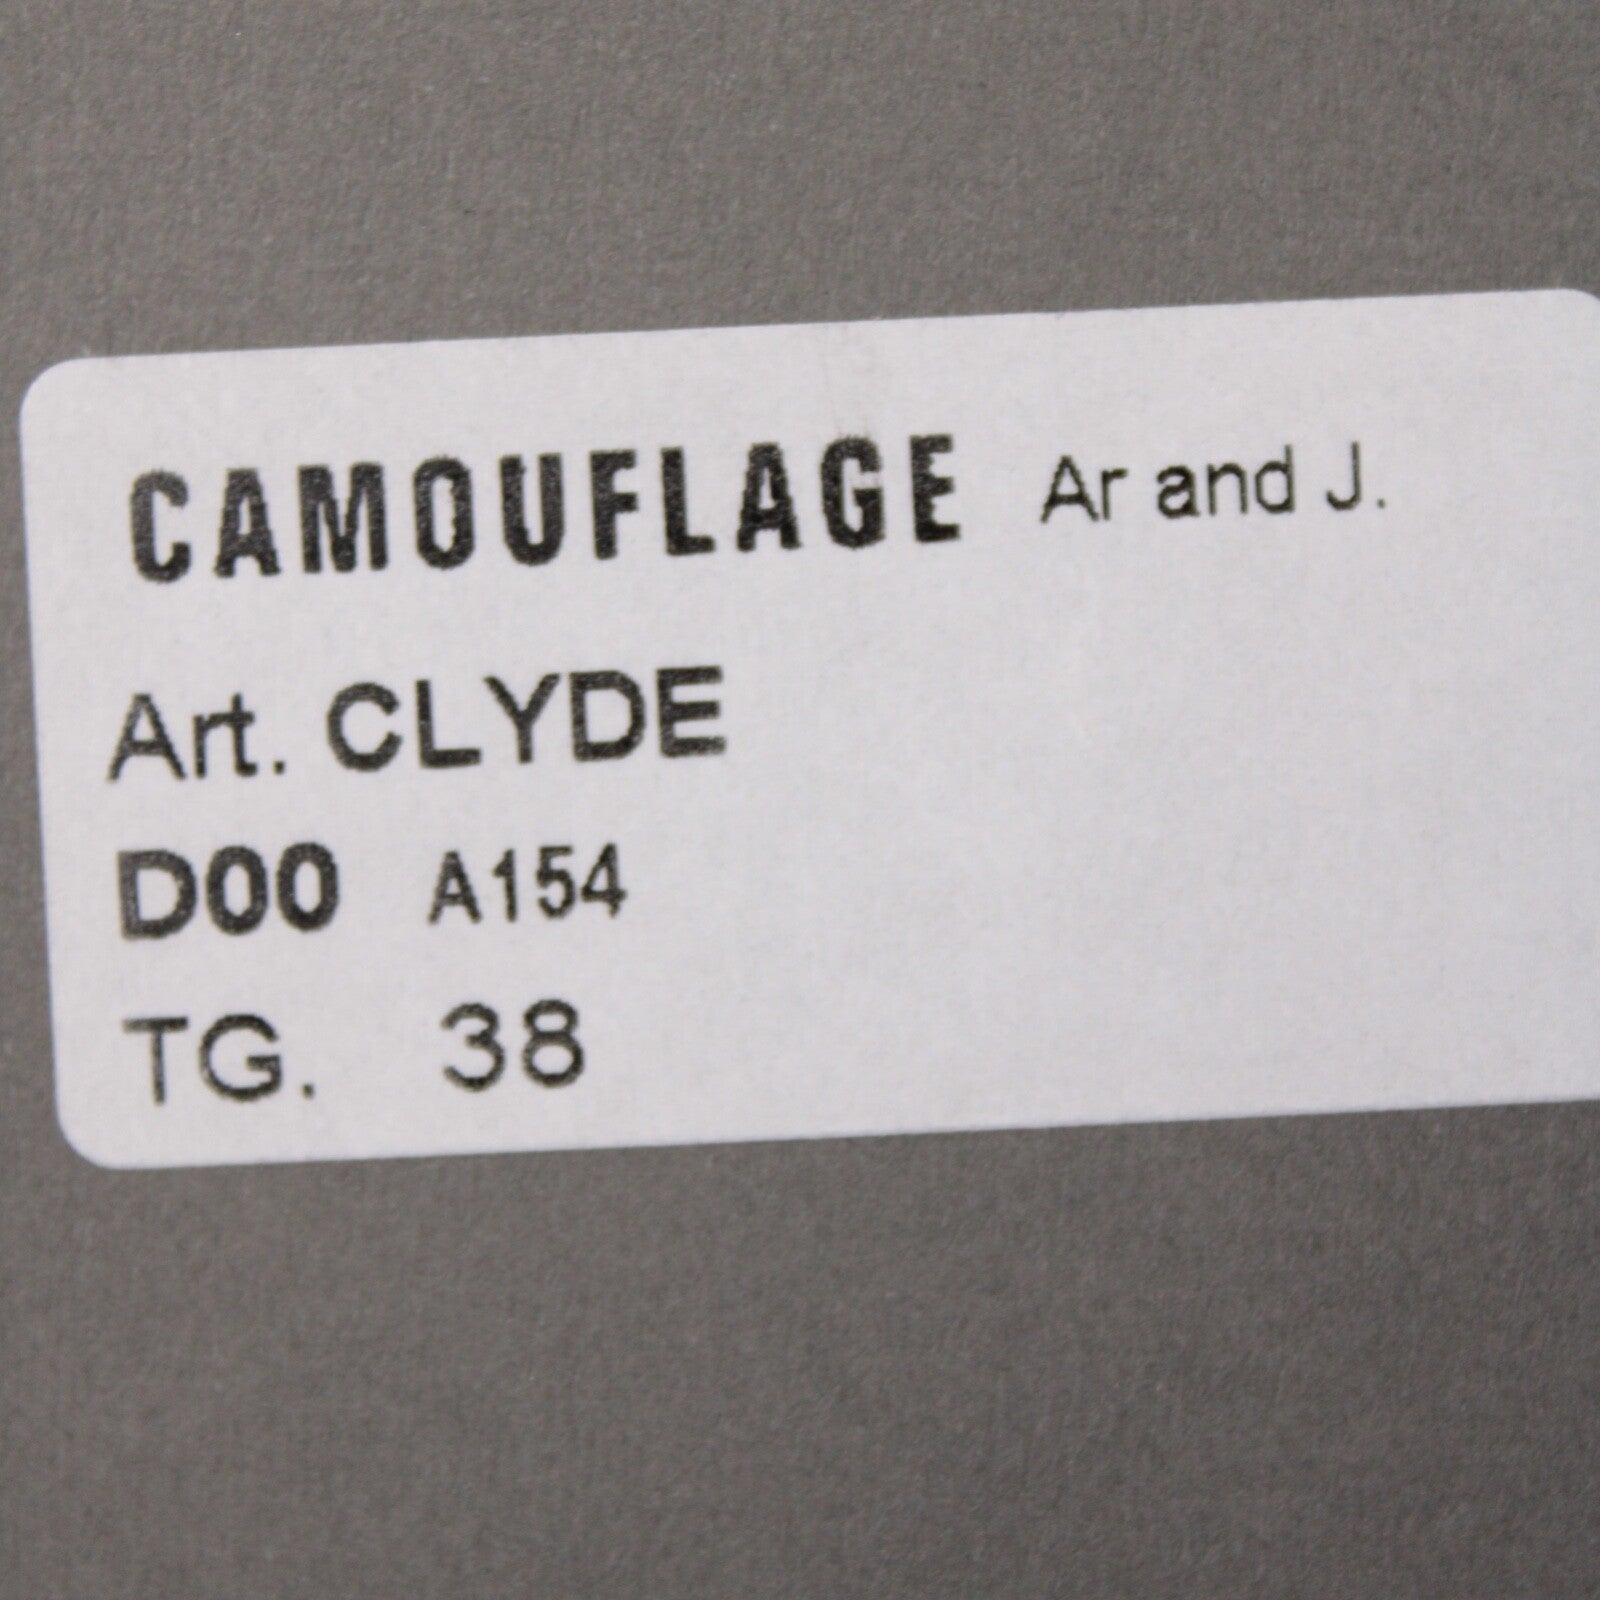 CAMOUFLAGE Ar and J.
Art. CLYDE
D00 A154
TG. 38